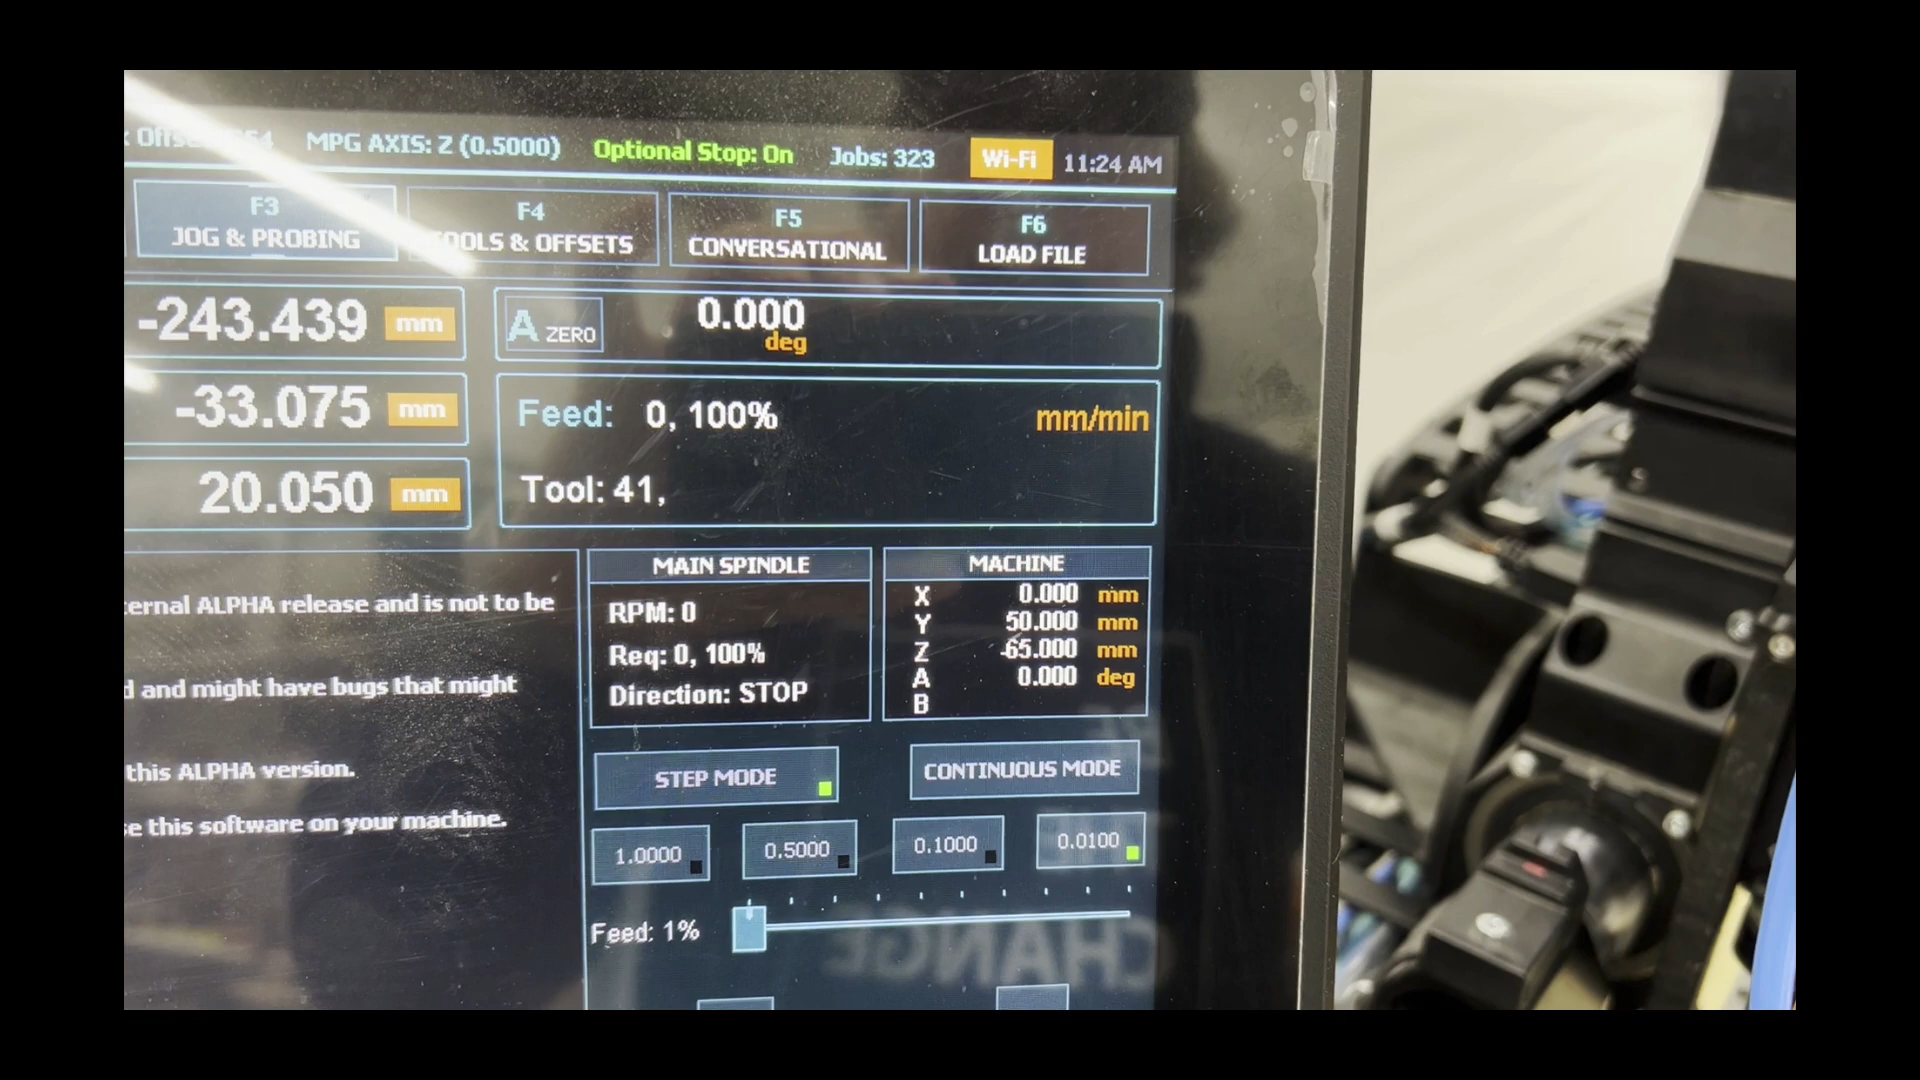 MPG AXIS: Z (0.5000) Optional Stop: On Jobs: 323 Wi-Fi 11:24 AM
F3 F4 F5 F6
JOG & PROBING TOOLS & OFFSETS CONVERSATIONAL LOAD FILE
-243.439 mm A ZERO 0.000 deg
-33.075 mm Feed: 0, 100% mm/min
20.050 mm Tool: 41,
MAIN SPINDLE
RPM: 0
Req: 0, 100%
Direction: STOP
MACHINE
X 0.000 mm
Y 50.000 mm
Z -65.000 mm
A 0.000 deg
B
ernal ALPHA release and is not to be
d and might have bugs that might
this ALPHA version.
e this software on your machine.
STEP MODE CONTINUOUS MODE
1.0000 0.5000 0.1000 0.0100
Feed: 1%
CHANGE